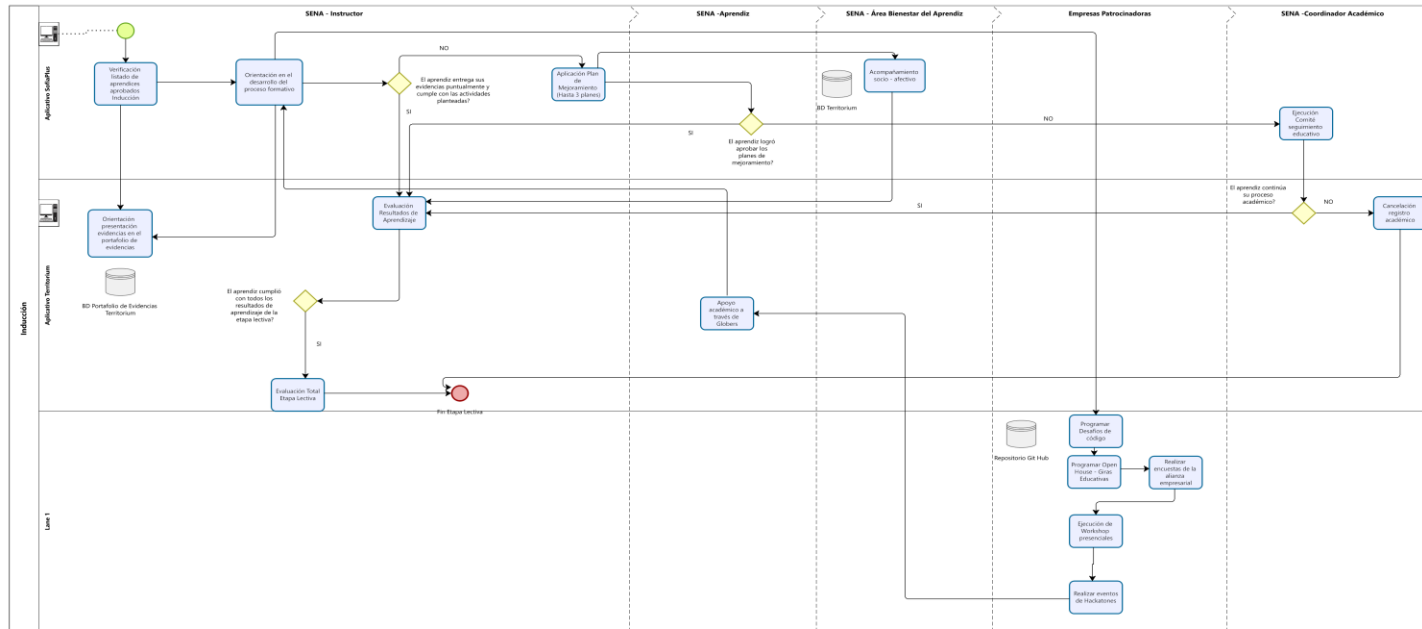 SENA - Instructor
SENA -Aprendiz
SENA - Área Bienestar del Aprendiz
Empresas Patrocinadoras
SENA -Coordinador Académico
Inducción
Aplicativo SofiaPlus
Verificación
listado de
aprendices
aprobados
Inducción
Orientación en el
desarrollo del
proceso formativo
NO
El aprendiz entrega sus
evidencias puntualmente y
cumple con las actividades
planteadas?
SI
Aplicación Plan
de
Mejoramiento
(Hasta 3 planes)
BD Territorium
Acompañamiento
socio - afectivo
SI
El aprendiz logró
aprobar los
planes de
mejoramiento?
NO
Ejecución
Comité
seguimiento
educativo
Aplicativo Territorium
Orientación
presentación
evidencias en el
portafolio de
evidencias
BD Portafolio de Evidencias
Territorium
Evaluación
Resultados de
Aprendizaje
SI
El aprendiz continúa
su proceso
académico?
NO
Cancelación
registro
académico
El aprendiz cumplió
con todos los
resultados de
aprendizaje de la
etapa lectiva?
SI
Apoyo
académico a
través de
Globers
Evaluación Total
Etapa Lectiva
Fin Etapa Lectiva
Lane 1
Repositorio Git Hub
Programar
Desafíos de
código
Programar Open
House - Giras
Educativas
Realizar
encuestas de la
alianza
empresarial
Ejecución de
Workshop
presenciales
Realizar eventos
de Hackatones